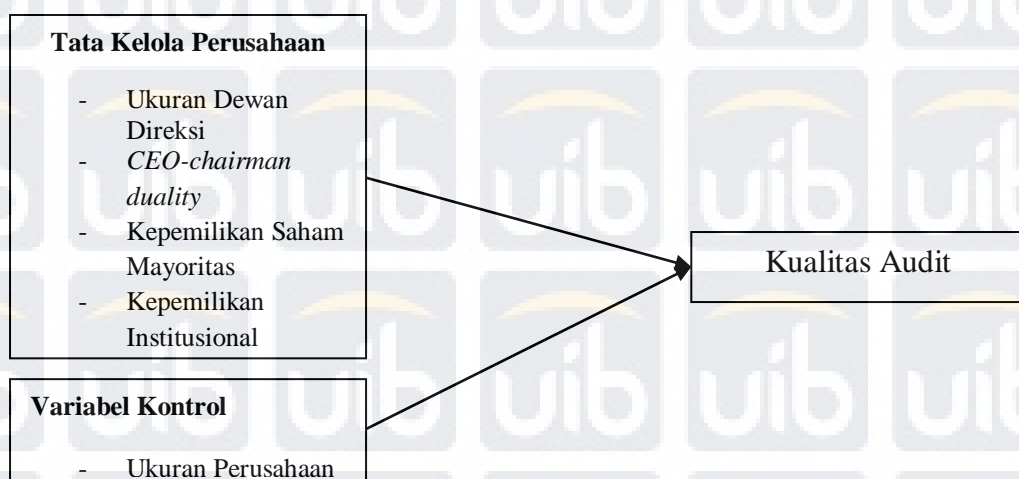 Tata Kelola Perusahaan
- Ukuran Dewan
Direksi
- CEO-chairman
duality
- Kepemilikan Saham
Mayoritas
- Kepemilikan
Institusional
Kualitas Audit
Variabel Kontrol
- Ukuran Perusahaan
uib